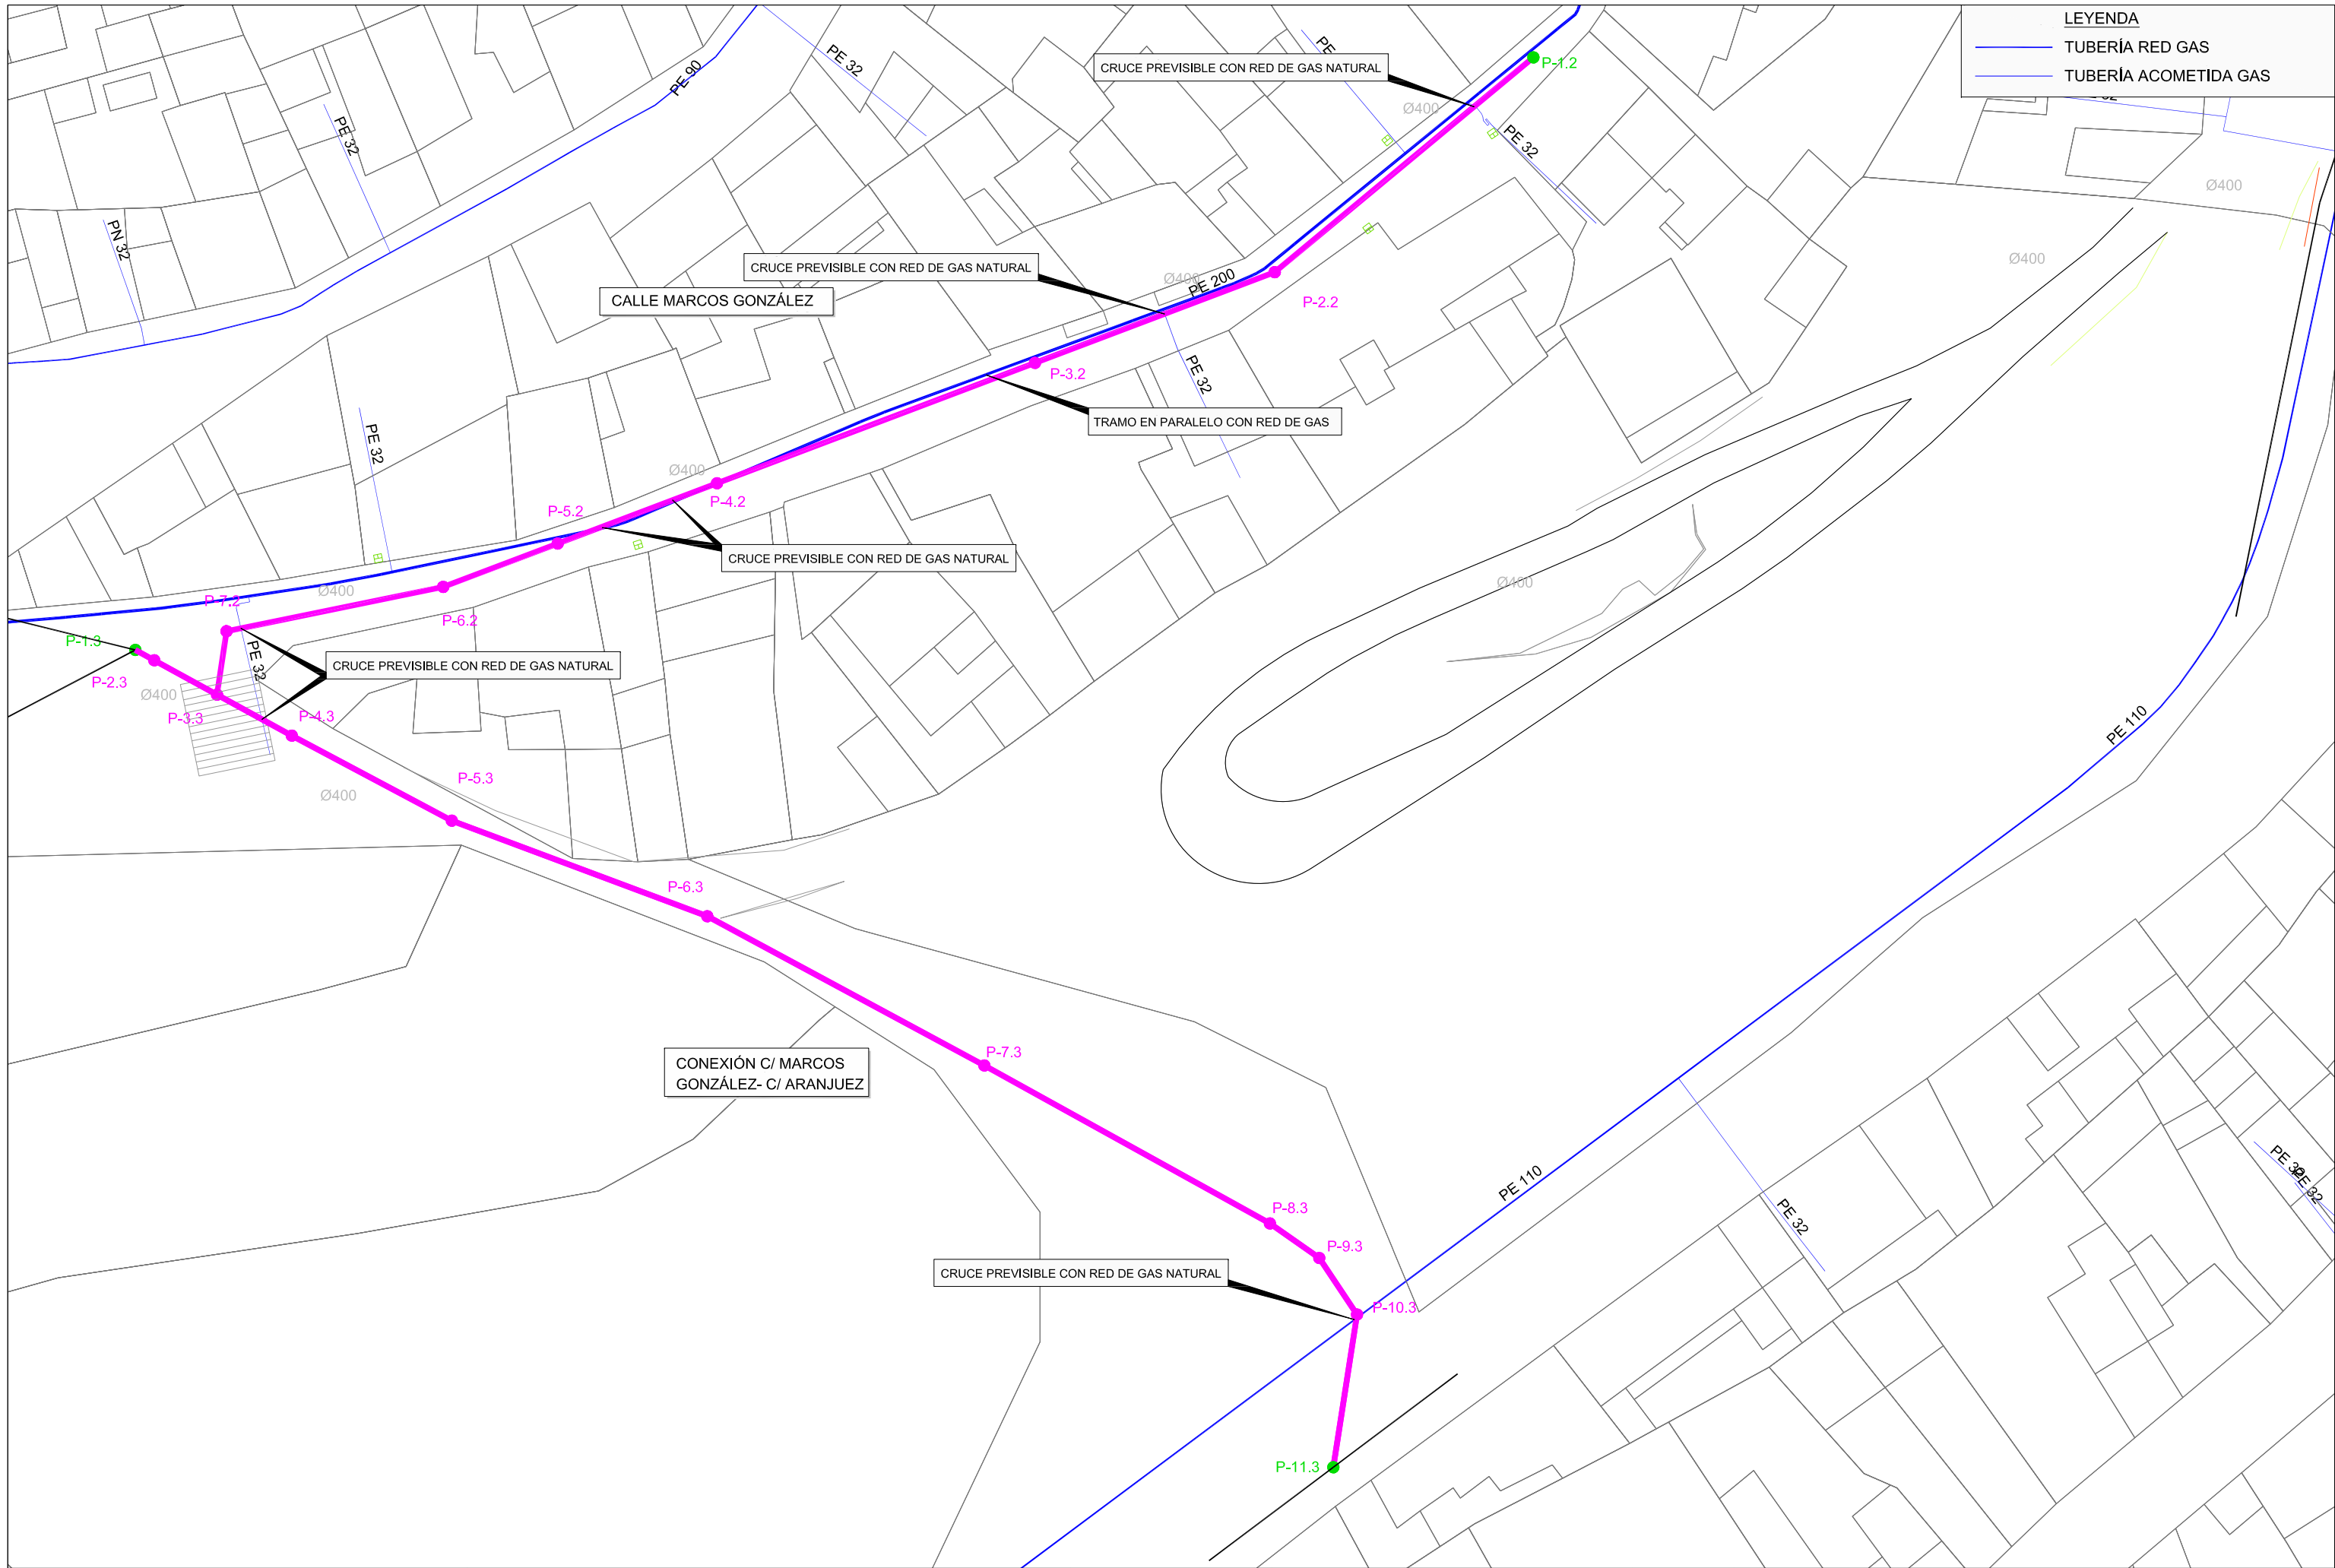 LEYENDA
TUBERÍA RED GAS
TUBERÍA ACOMETIDA GAS
PE 90
PE 32
PE
CRUCE PREVISIBLE CON RED DE GAS NATURAL
P-1.2
Ø400
PE 32
PE 32
PN 32
Ø400
Ø400
CRUCE PREVISIBLE CON RED DE GAS NATURAL
Ø400
PE 200
P-2.2
CALLE MARCOS GONZÁLEZ
P-3.2
PE 32
TRAMO EN PARALELO CON RED DE GAS
PE 32
Ø400
P-4.2
P-5.2
CRUCE PREVISIBLE CON RED DE GAS NATURAL
Ø400
Ø400
P-7.2
P-6.2
P-1.3
PE 32
CRUCE PREVISIBLE CON RED DE GAS NATURAL
P-2.3
Ø400
P-3.3
P-4.3
PE 110
P-5.3
Ø400
P-6.3
P-7.3
CONEXIÓN C/ MARCOS
GONZÁLEZ- C/ ARANJUEZ
PE 110
PE 32
PE 32
PE 32
P-8.3
P-9.3
CRUCE PREVISIBLE CON RED DE GAS NATURAL
P-10.3
P-11.3